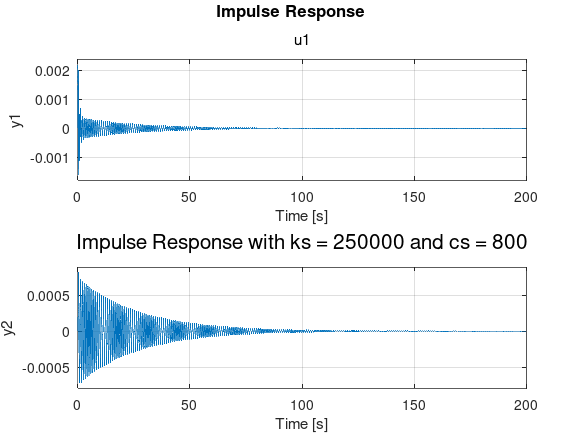 Impulse Response
u1
0.002
0.001
0
-0.001
y1
0 50 100 150 200
Time [s]
Impulse Response with ks = 250000 and cs = 800
0.0005
0
-0.0005
y2
0 50 100 150 200
Time [s]